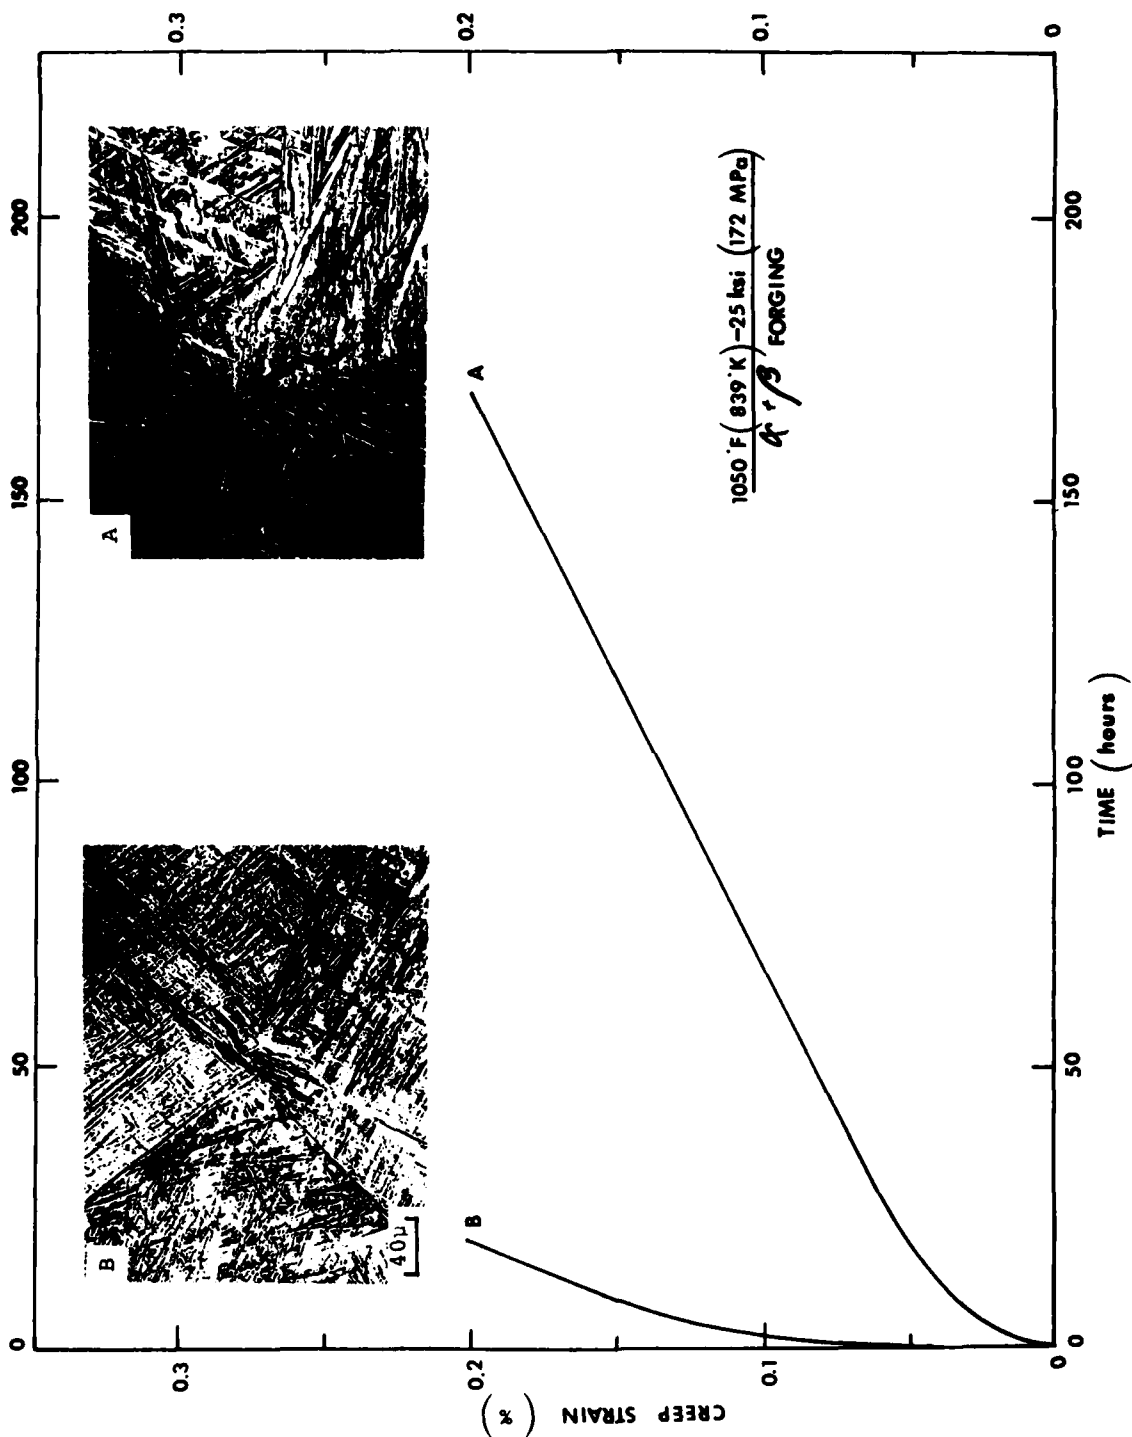 0 50 100 150 200
0.3
0.2
0.1
0
CREEP STRAIN (%)
0.3
0.2
0.1
0
B
40μ
A
B
A
1050°F (839°K) -25 ksi (172 MPa)
α + β FORGING
0 50 100 150 200
TIME (hours)